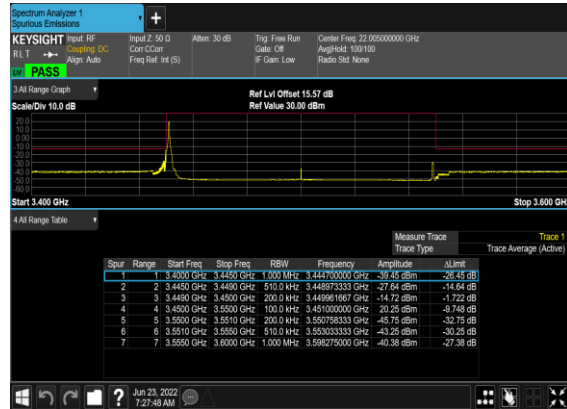 Spectrum Analyzer 1
Spurious Emissions
KEYSIGHT Input: RF Input Z: 50 Ω Atten: 30 dB Trig: Free Run Center Freq: 22.005000000 GHz
RLT Coupling: DC Corr CCorr Gate: Off Avg|Hold: 100/100
Align: Auto Freq Ref: Int (S) IF Gain: Low Radio Std: None
PASS
3 All Range Graph Ref Lvl Offset 15.57 dB
Scale/Div 10.0 dB Ref Value 30.00 dBm
20.0
10.0
0.00
-10.0
-20.0
-30.0
-40.0
-50.0
-60.0
Start 3.400 GHz Stop 3.600 GH
4 All Range Table
Measure Trace Trace 1
Trace Type Trace Average (Active)
Spur Range Start Freq Stop Freq RBW Frequency Amplitude ΔLimit
1 1 3.4000 GHz 3.4450 GHz 1.000 MHz 3.444700000 GHz -39.45 dBm -26.45 dB
2 2 3.4450 GHz 3.4490 GHz 510.0 kHz 3.448973333 GHz -27.64 dBm -14.64 dB
3 3 3.4490 GHz 3.4500 GHz 200.0 kHz 3.449961667 GHz -14.72 dBm -1.722 dB
4 4 3.4500 GHz 3.5500 GHz 100.0 kHz 3.451000000 GHz 20.25 dBm -9.748 dB
5 5 3.5500 GHz 3.5510 GHz 200.0 kHz 3.550758333 GHz -45.75 dBm -32.75 dB
6 6 3.5510 GHz 3.5550 GHz 510.0 kHz 3.553033333 GHz -43.25 dBm -30.25 dB
7 7 3.5550 GHz 3.6000 GHz 1.000 MHz 3.598275000 GHz -40.38 dBm -27.38 dB
Jun 23, 2022
7:27:48 AM